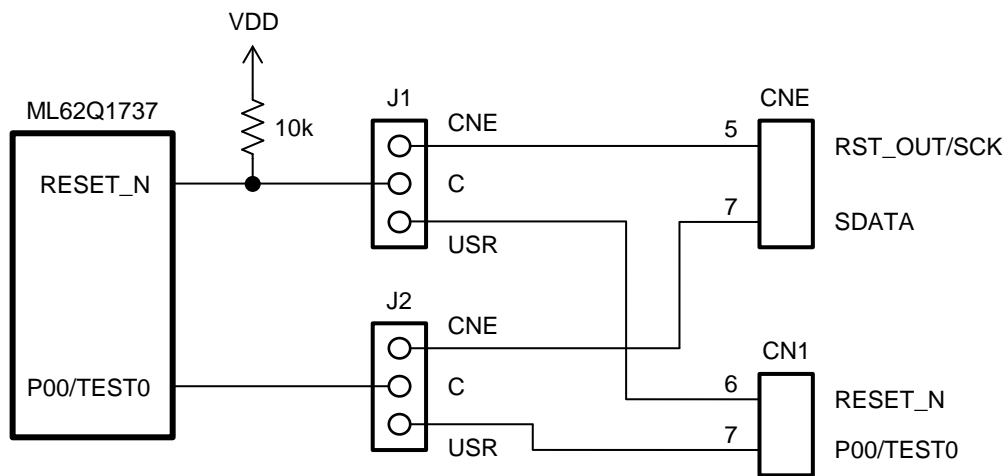 VDD
ML62Q1737
10k
RESET_N
P00/TEST0
J1
CNE
C
USR
J2
CNE
C
USR
CNE
5
RST_OUT/SCK
7
SDATA
CN1
6
RESET_N
7
P00/TEST0